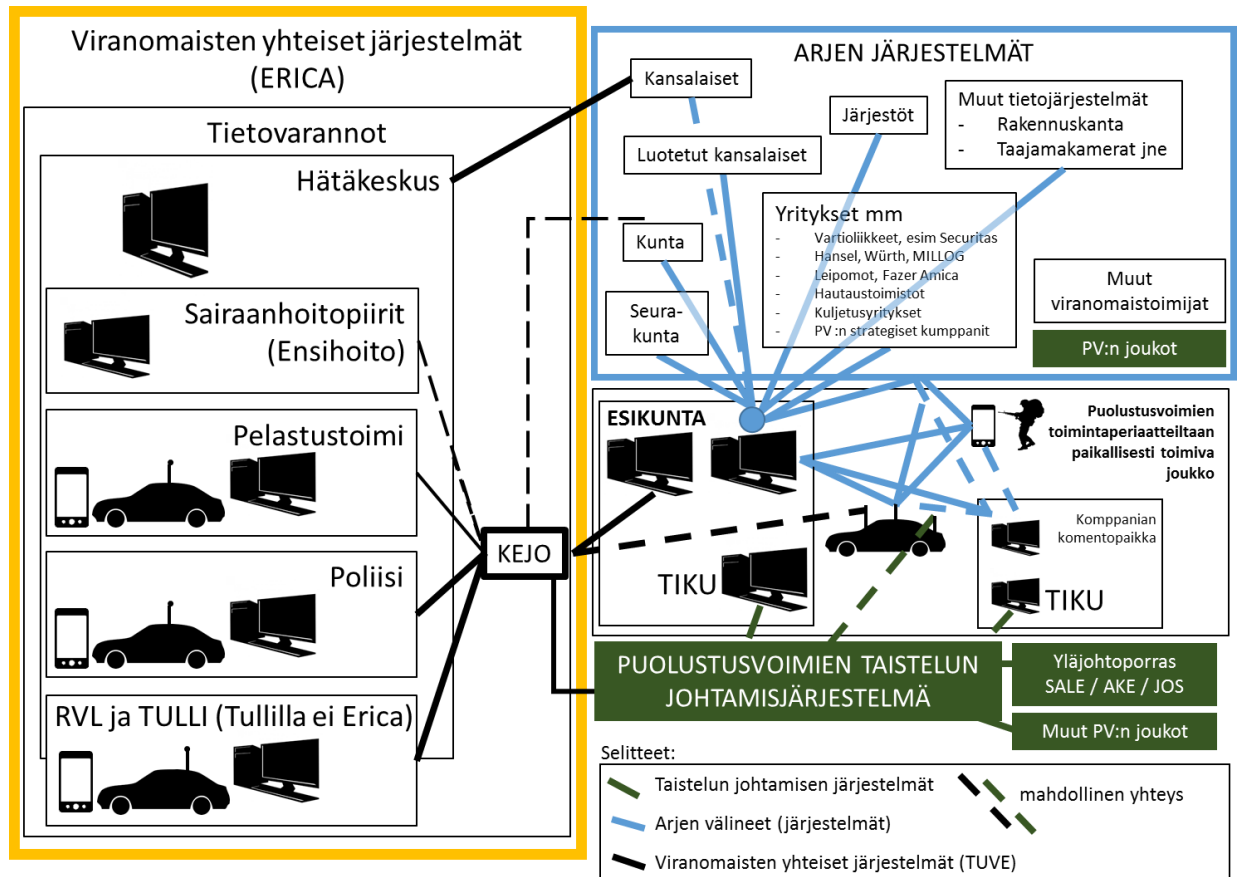 Viranomaisten yhteiset järjestelmät
(ERICA)
Tietovarannot
Hätäkeskus
Sairaanhoitopiirit
(Ensihoito)
Pelastustoimi
Poliisi
RVL ja TULLI (Tullilla ei Erica)
KEJO
ARJEN JÄRJESTELMÄT
Kansalaiset
Luotetut kansalaiset
Järjestöt
Muut tietojärjestelmät
- Rakennuskanta
- Taajamakamerat jne
Kunta
Seura-
kunta
Yritykset mm
- Vartioliikkeet, esim Securitas
- Hansel, Würth, MILLOG
- Leipomot, Fazer Amica
- Hautaustoimistot
- Kuljetusyritykset
- PV :n strategiset kumppanit
Muut
viranomaistoimijat
PV:n joukot
ESIKUNTA
TIKU
Puolustusvoimien
toimintaperiaatteiltaan
paikallisesti toimiva
joukko
Komppanian
komentopaikka
TIKU
PUOLUSTUSVOIMIEN TAISTELUN
JOHTAMISJÄRJESTELMÄ
Yläjohtoporras
SALE / AKE / JOS
Muut PV:n joukot
Selitteet:
Taistelun johtamisen järjestelmät
mahdollinen yhteys
Arjen välineet (järjestelmät)
Viranomaisten yhteiset järjestelmät (TUVE)